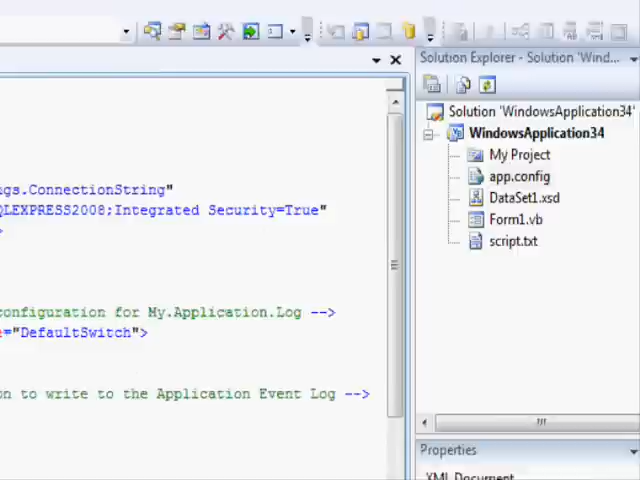 Solution Explorer - Solution 'Wind...
Solution 'WindowsApplication34'
WindowsApplication34
My Project
app.config
DataSet1.xsd
Form1.vb
script.txt
ngs.ConnectionString"
QLEXPRESS2008;Integrated Security=True"
>
configuration for My.Application.Log -->
e="DefaultSwitch">
on to write to the Application Event Log -->
Properties
XML Document